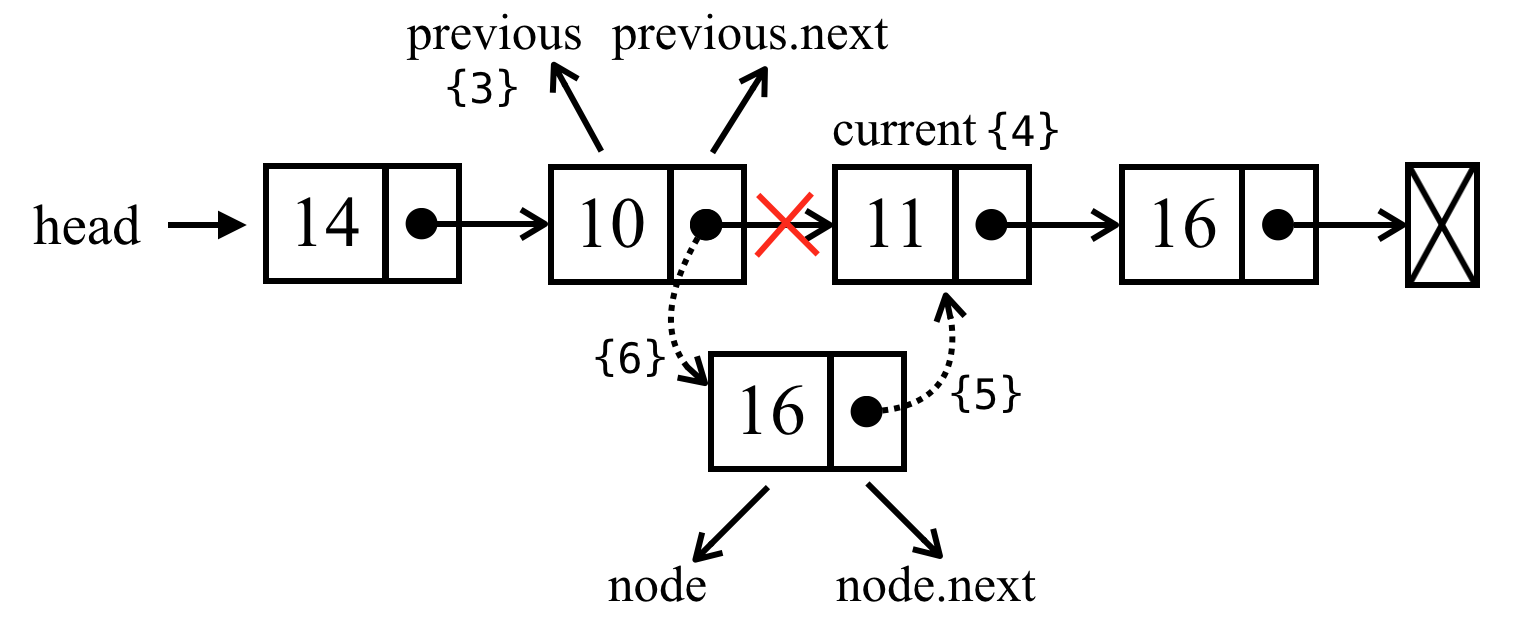 previous previous.next
{3}
current {4}
head 14 10 11 16
{6}
16 {5}
node node.next